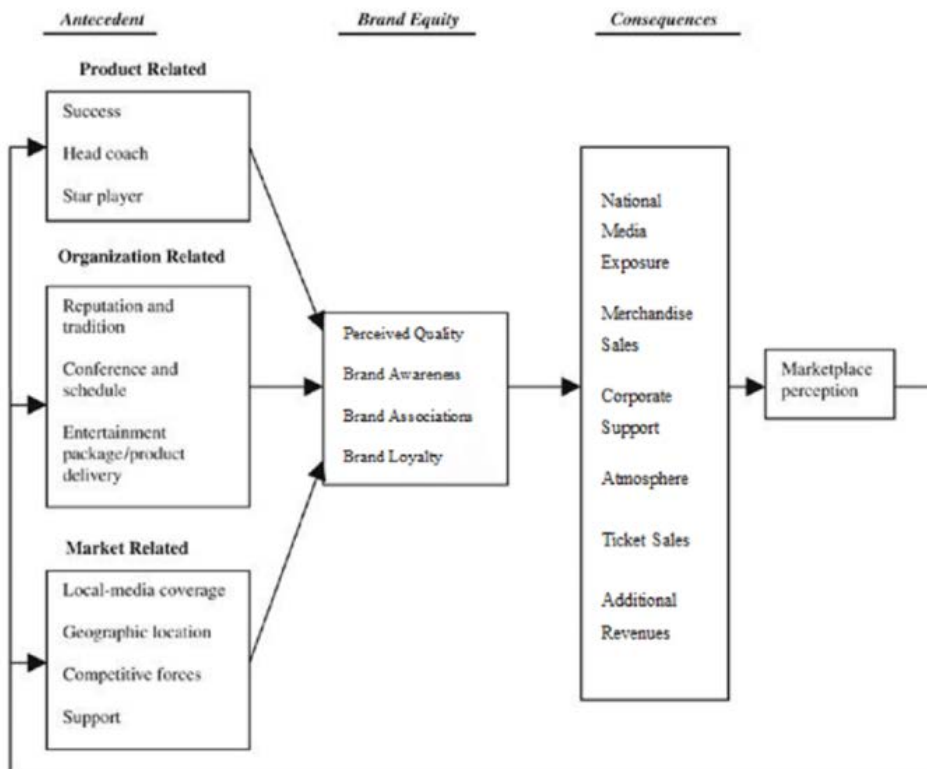 Antecedent
Brand Equity
Consequences
Product Related
Success
Head coach
Star player
Organization Related
Reputation and
tradition
Conference and
schedule
Entertainment
package/product
delivery
Market Related
Local-media coverage
Geographic location
Competitive forces
Support
Perceived Quality
Brand Awareness
Brand Associations
Brand Loyalty
National
Media
Exposure
Merchandise
Sales
Corporate
Support
Atmosphere
Ticket Sales
Additional
Revenues
Marketplace
perception